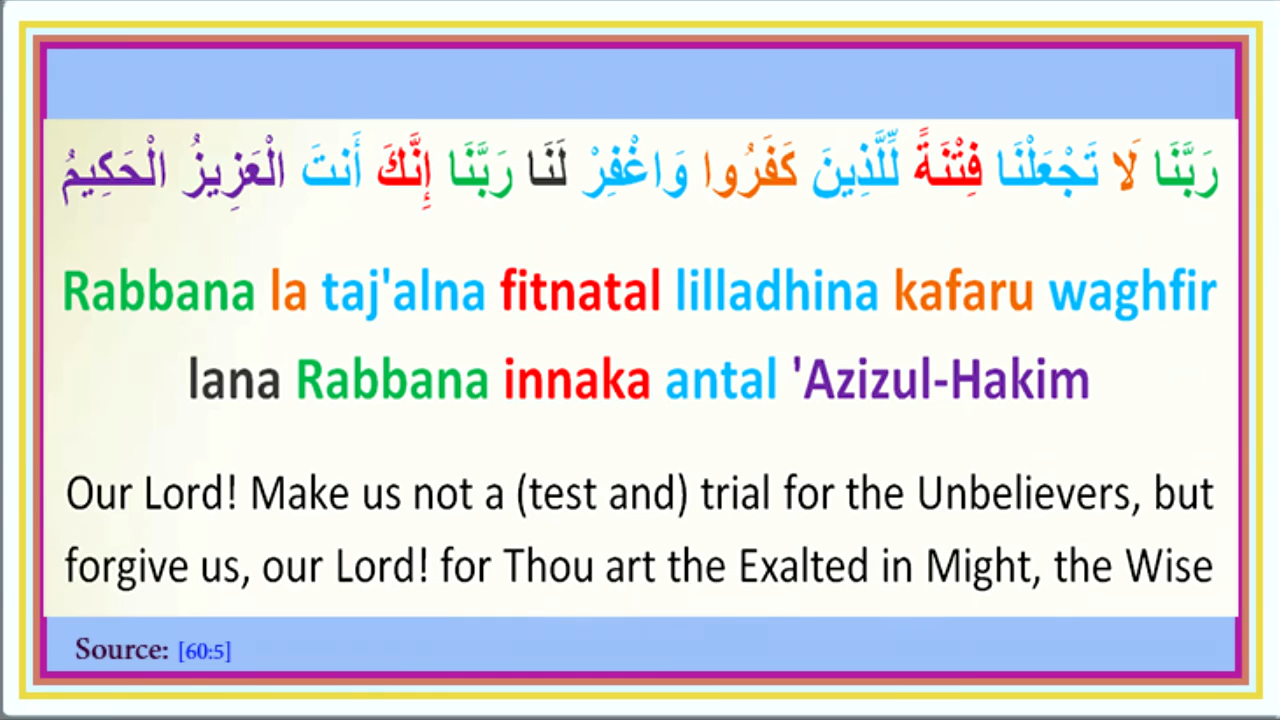 رَبَّنَا لَا تَجْعَلْنَا فِتْنَةً لِّلَّذِينَ كَفَرُوا وَاغْفِرْ لَنَا رَبَّنَا إِنَّكَ أَنتَ الْعَزِيزُ الْحَكِيمُ
Rabbana la taj'alna fitnatal lilladhina kafaru waghfir
lana Rabbana innaka antal 'Azizul-Hakim
Our Lord! Make us not a (test and) trial for the Unbelievers, but
forgive us, our Lord! for Thou art the Exalted in Might, the Wise
Source: [60:5]